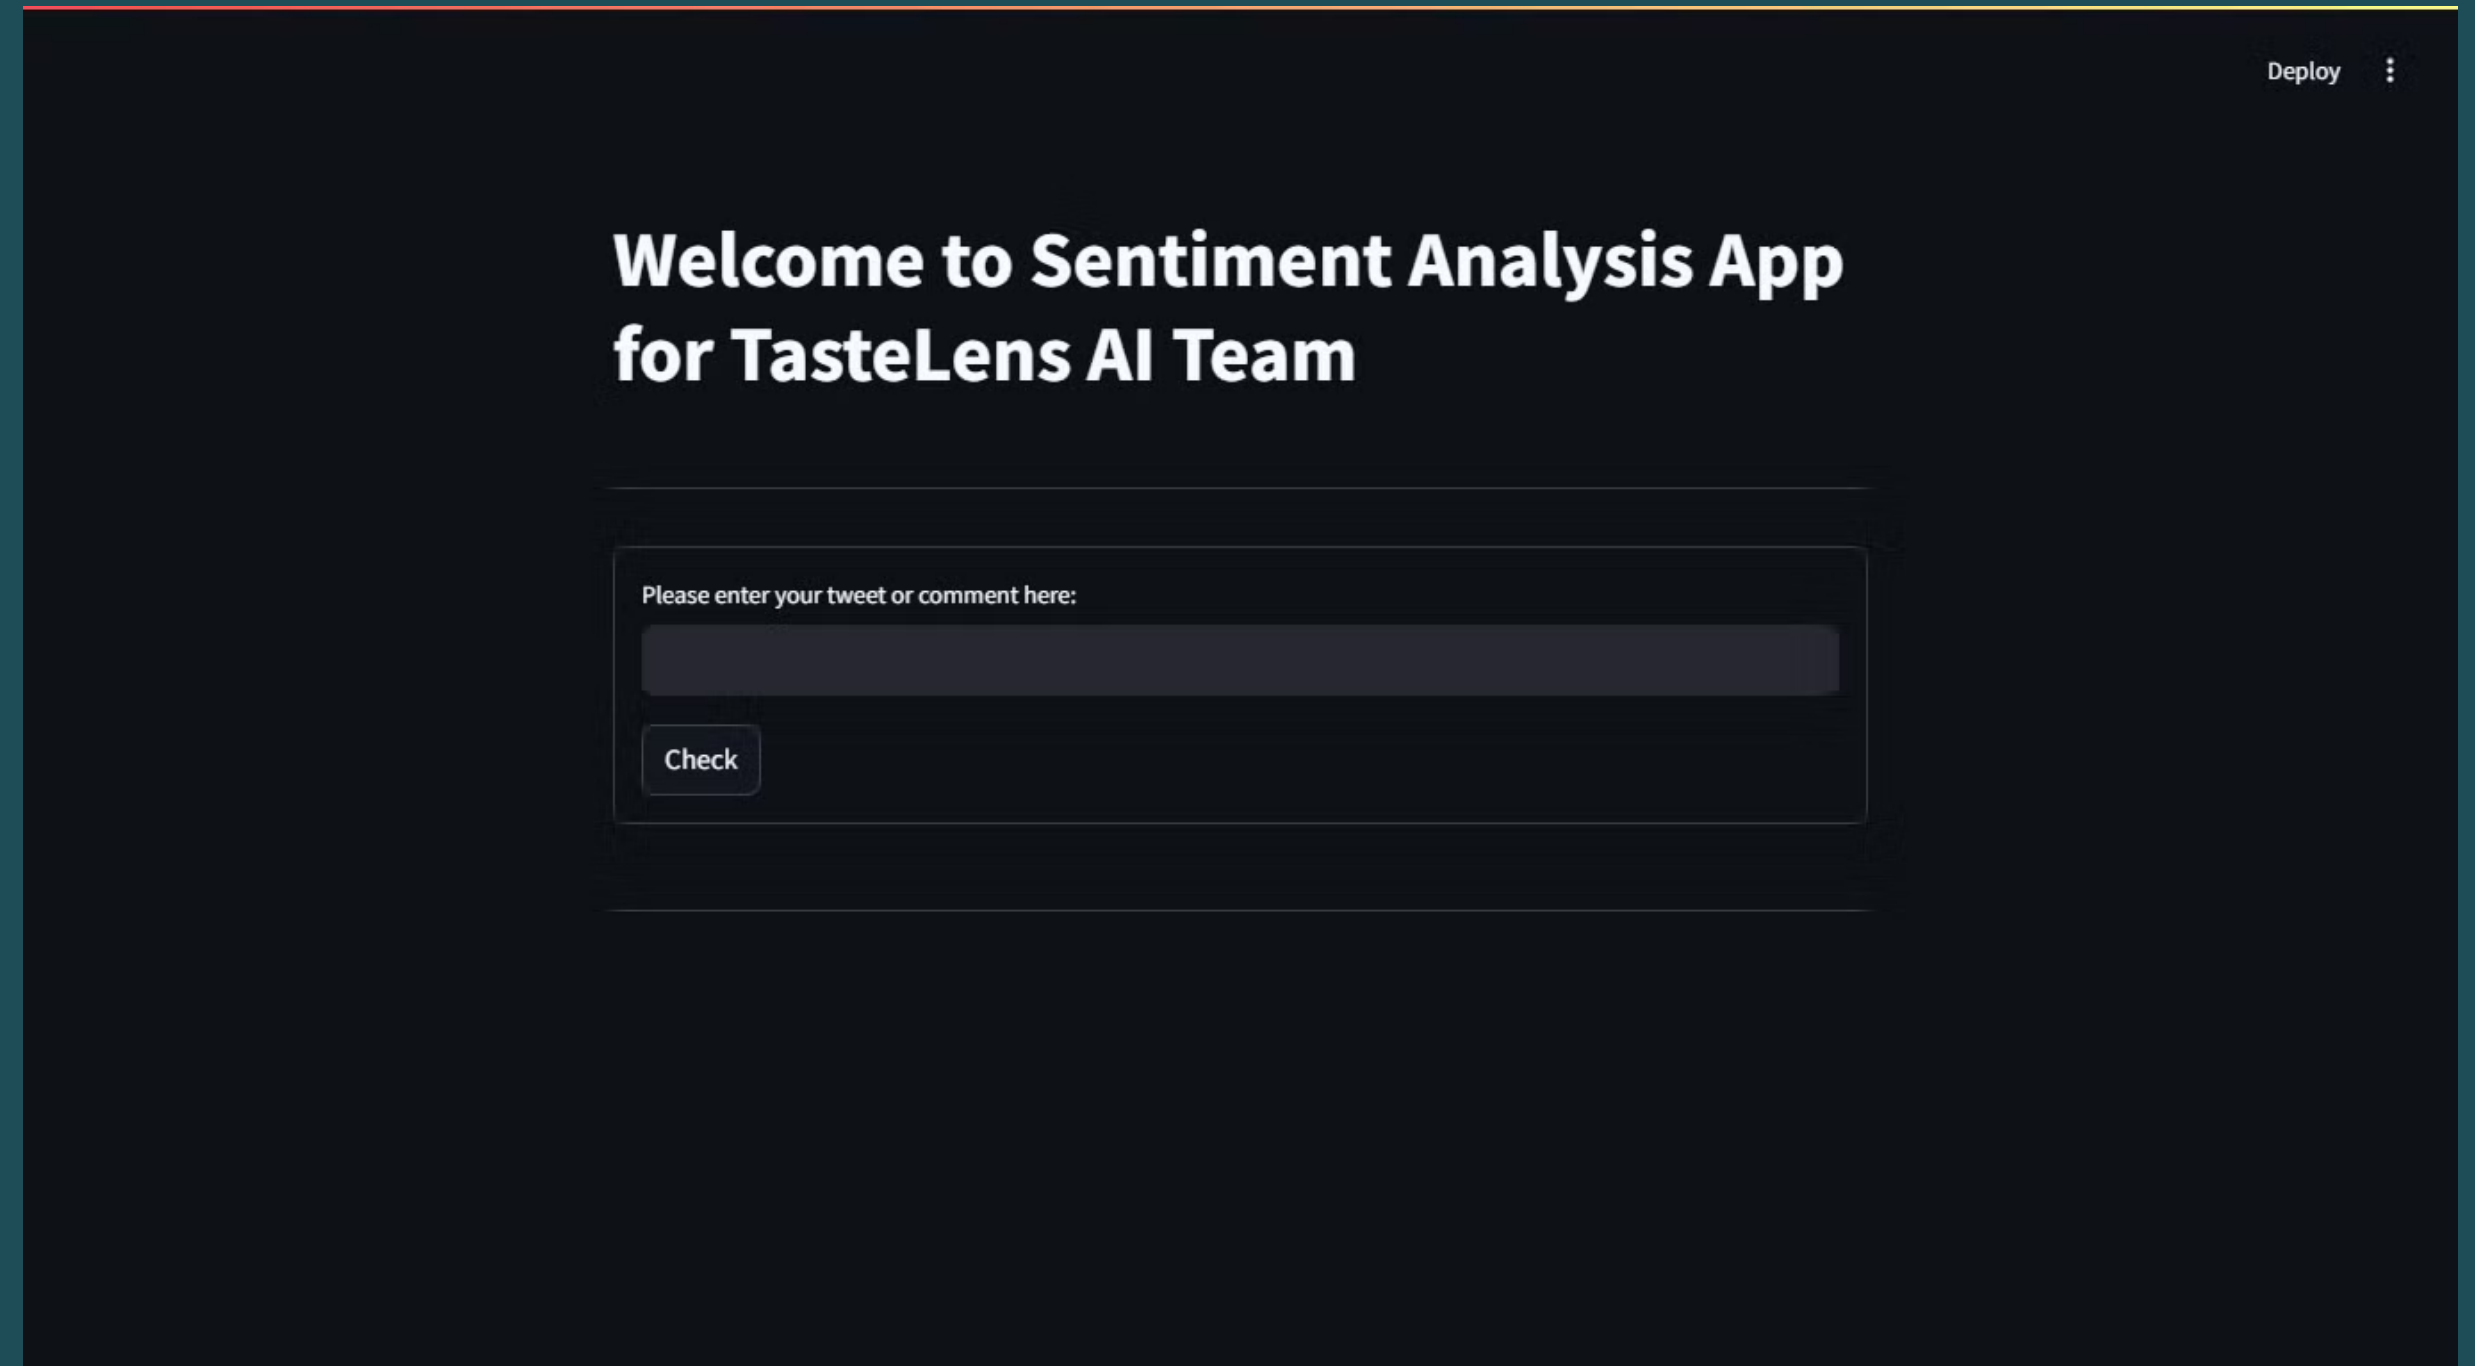 Deploy
Welcome to Sentiment Analysis App
for TasteLens AI Team
Please enter your tweet or comment here:
Check